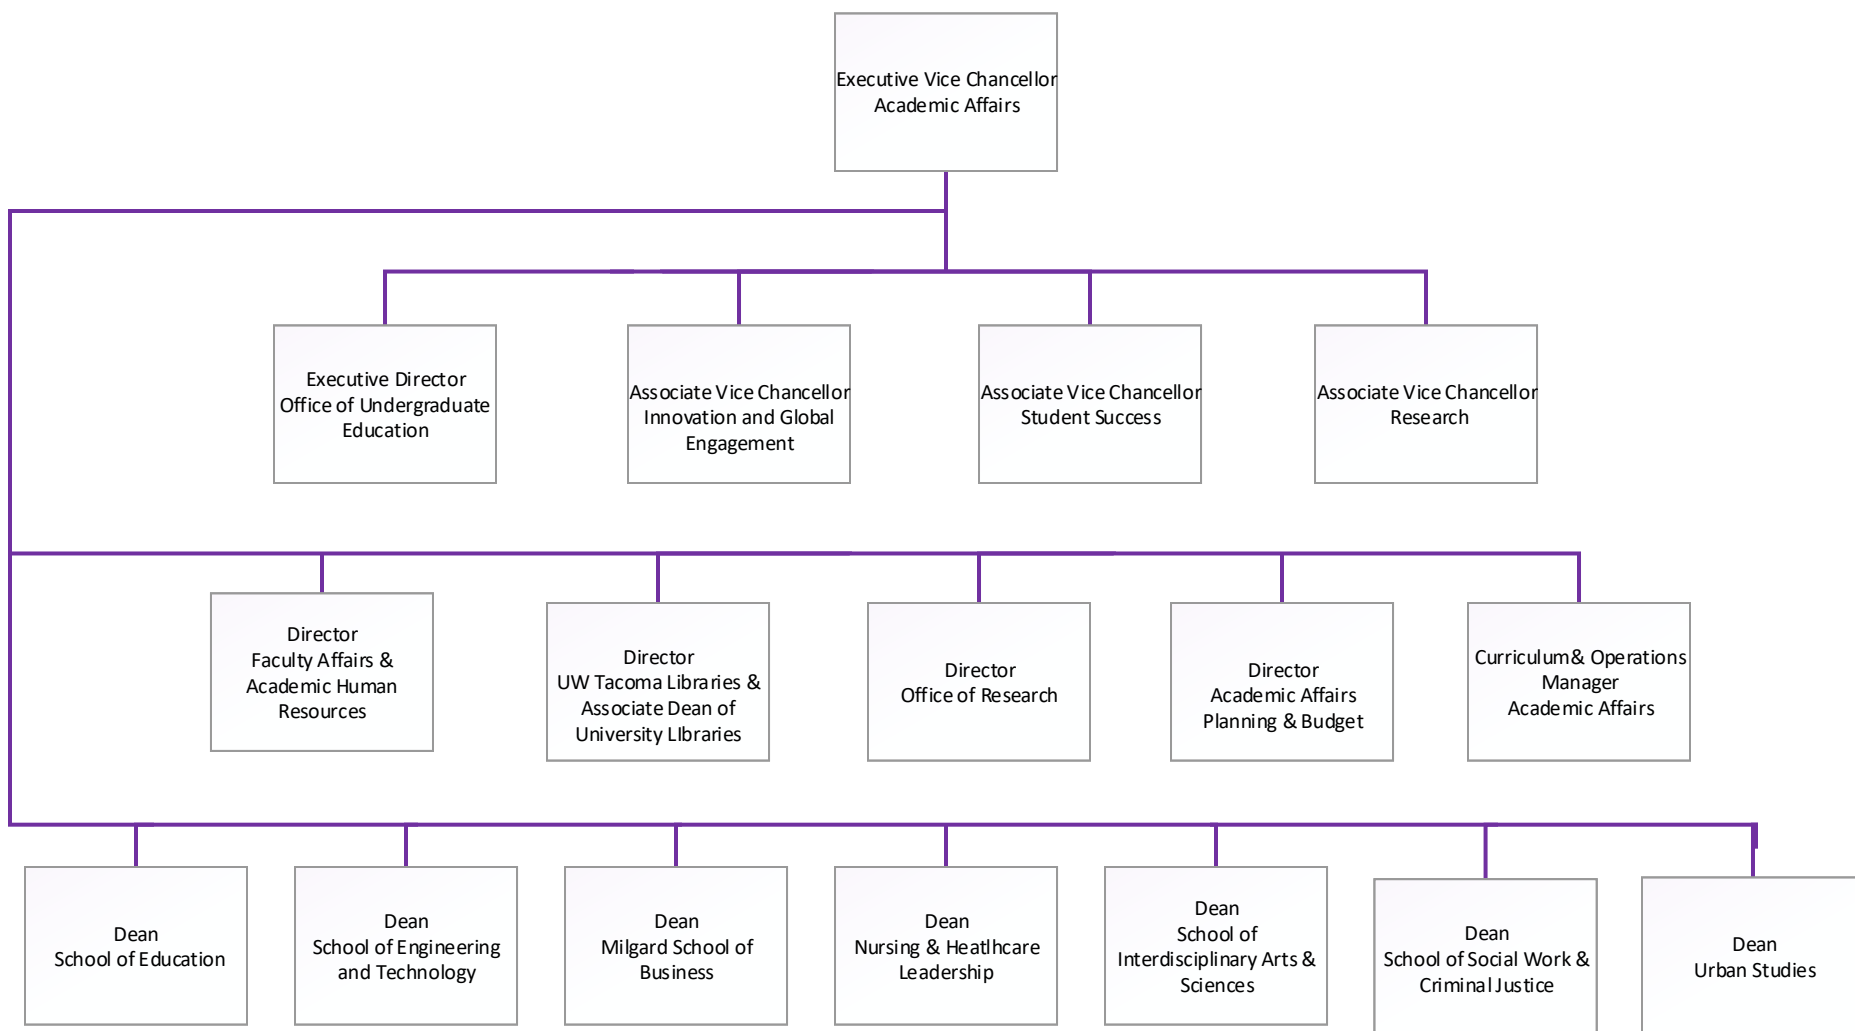 Executive Vice Chancellor
Academic Affairs
Executive Director
Office of Undergraduate
Education
Associate Vice Chancellor
Innovation and Global
Engagement
Associate Vice Chancellor
Student Success
Associate Vice Chancellor
Research
Director
Faculty Affairs &
Academic Human
Resources
Director
UW Tacoma Libraries &
Associate Dean of
University LIbraries
Director
Office of Research
Director
Academic Affairs
Planning & Budget
Curriculum & Operations
Manager
Academic Affairs
Dean
School of Education
Dean
School of Engineering
and Technology
Dean
Milgard School of
Business
Dean
Nursing & Heatlhcare
Leadership
Dean
School of
Interdisciplinary Arts &
Sciences
Dean
School of Social Work &
Criminal Justice
Dean
Urban Studies